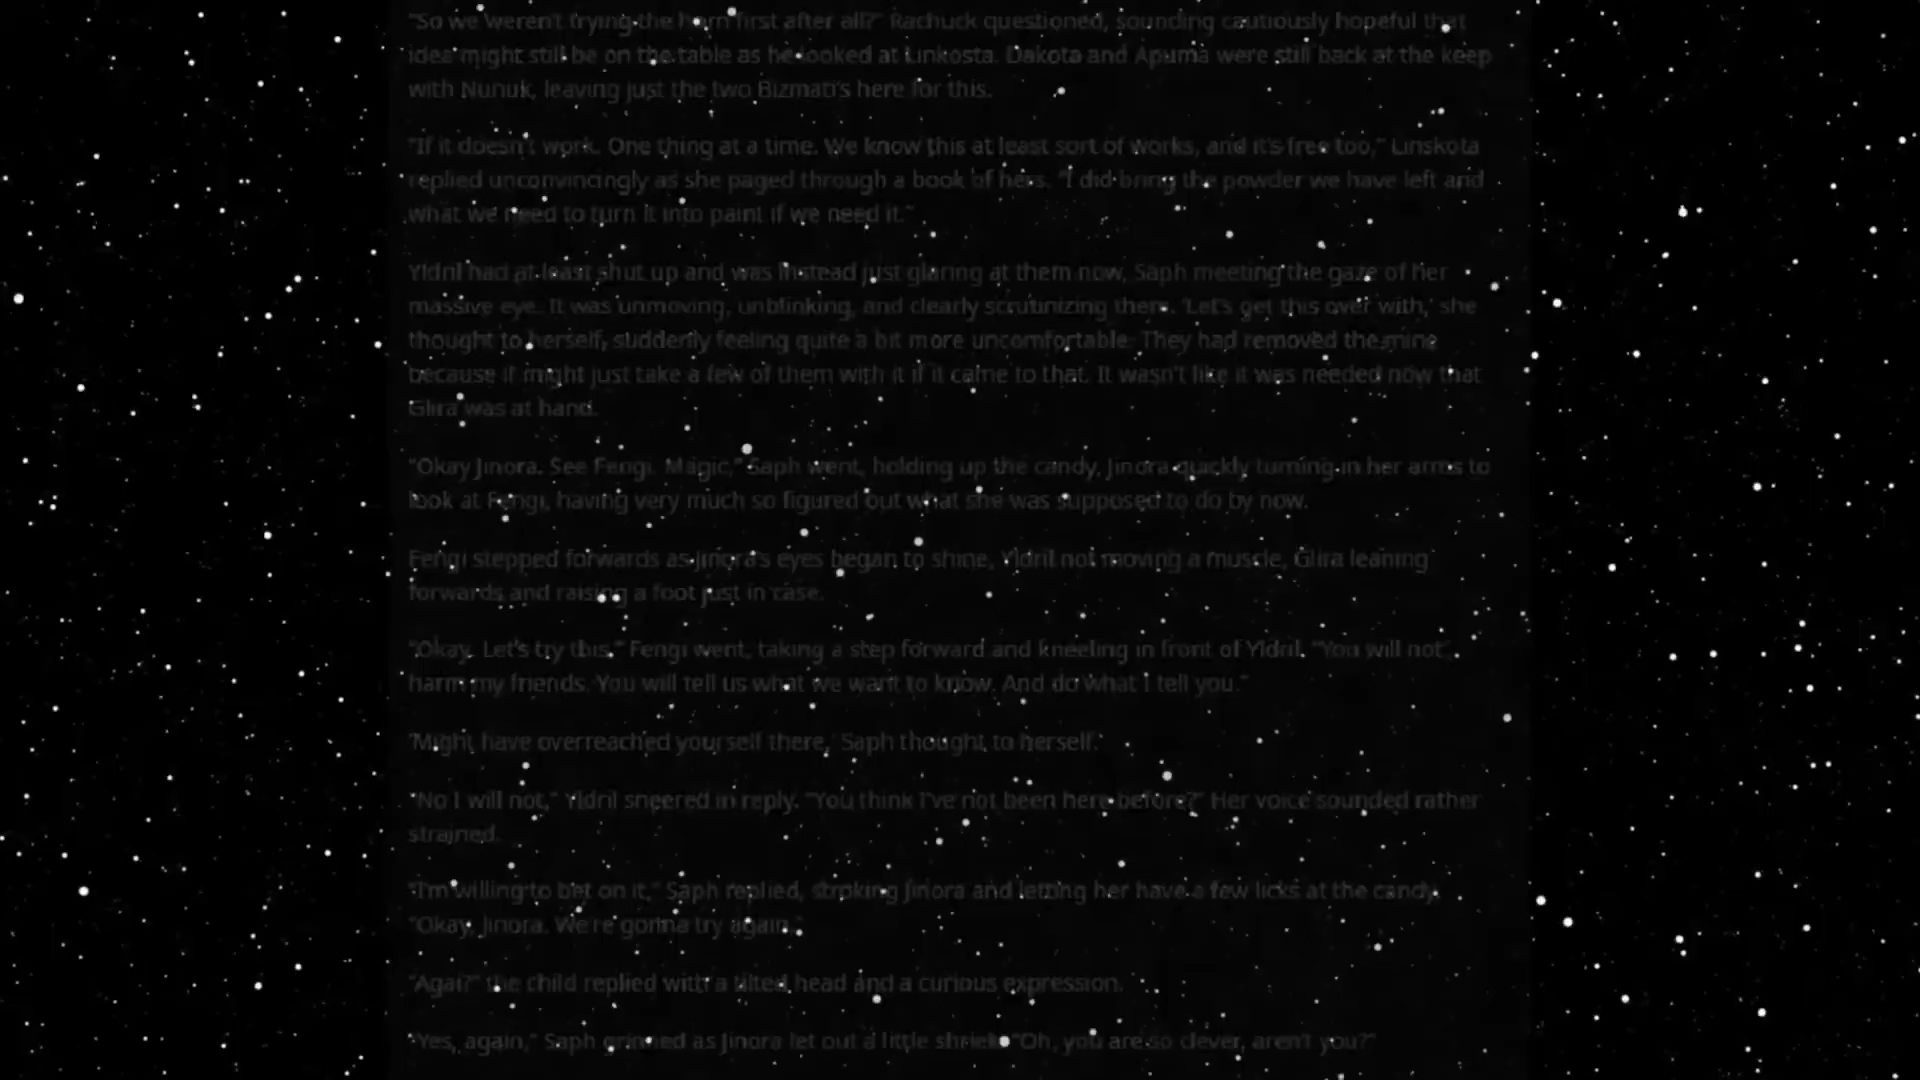 "So we weren't trying the horn first after all?" Rachuck questioned, sounding cautiously hopeful that
idea might still be on the table as he looked at Linkosta. Dakota and Apuma were still back at the keep
with Nunuk, leaving just the two Bizmati's here for this.
"If it doesn't work. One thing at a time. We know this at least sort of works, and it's free too," Linskota
replied unconvincingly as she paged through a book of hers. "I did bring the powder we have left and
what we need to turn it into paint if we need it."
Yldril had at least shut up and was instead just glaring at them now, Saph meeting the gaze of her
massive eye. It was unmoving, unblinking, and clearly scrutinizing them. 'Let's get this over with,' she
thought to herself, suddenly feeling quite a bit more uncomfortable. They had removed the mine
because it might just take a few of them with it if it came to that. It wasn't like it was needed now that
Glira was at hand.
"Okay Jinora. See Fengi. Magic," Saph went, holding up the candy, Jinora quickly turning in her arms to
look at Fengi, having very much so figured out what she was supposed to do by now.
Fengi stepped forwards as Jinora's eyes began to shine, Yldril not moving a muscle, Glira leaning
forwards and raising a foot just in case.
"Okay. Let's try this," Fengi went, taking a step forward and kneeling in front of Yldril. "You will not
harm my friends. You will tell us what we want to know. And do what I tell you."
'Might have overreached yourself there,' Saph thought to herself.
"No I will not," Yldril sneered in reply. "You think I've not been here before?" Her voice sounded rather
strained.
"I'm willing to bet on it," Saph replied, stroking Jinora and letting her have a few licks at the candy.
"Okay, Jinora. We're gonna try again."
"Agai?" the child replied with a tilted head and a curious expression.
"Yes, again," Saph grinned as Jinora let out a little shriek. "Oh, you are so clever, aren't you?"